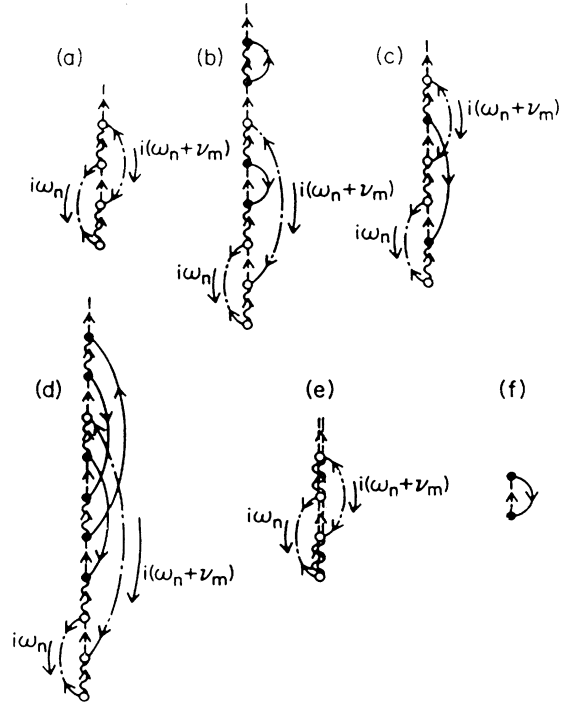 (a)
i(ωn + νm)
iωn
(b)
i(ωn + νm)
iωn
(c)
i(ωn + νm)
iωn
(d)
i(ωn + νm)
iωn
(e)
i(ωn + νm)
iωn
(f)